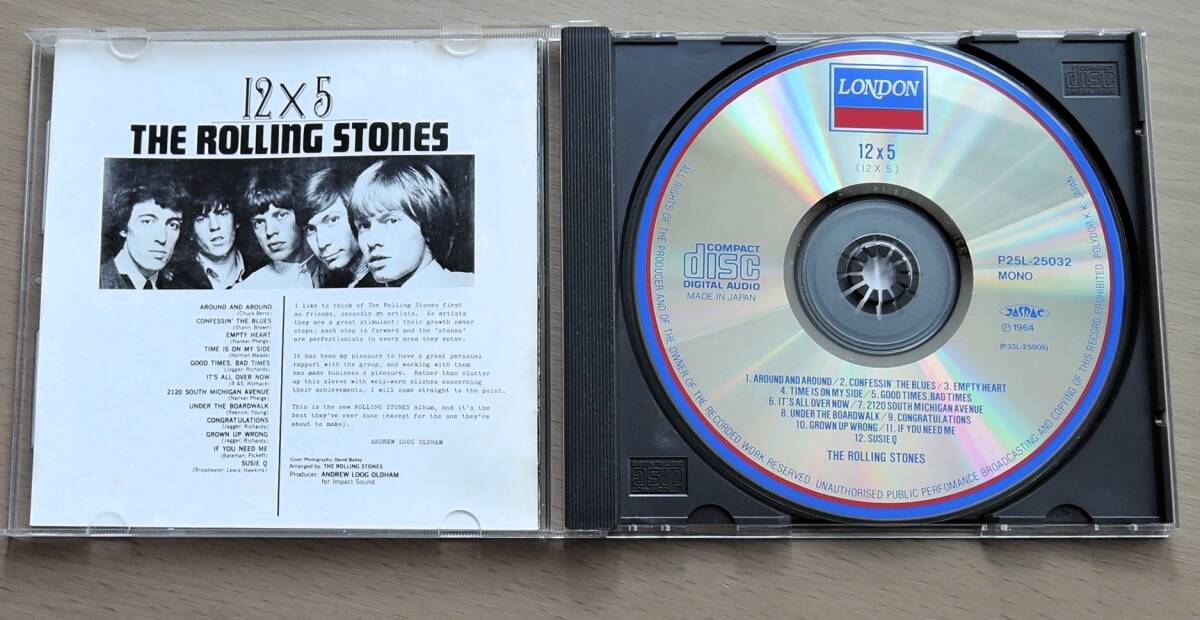 12 x 5
THE ROLLING STONES
AROUND AND AROUND
(Chuck Berry)
CONFESSIN' THE BLUES
(Shann, Brown)
EMPTY HEART
(Nanker Phelge)
TIME IS ON MY SIDE
(Norman Meade)
GOOD TIMES, BAD TIMES
(Jagger, Richards)
IT'S ALL OVER NOW
(B.&S. Womack)
2120 SOUTH MICHIGAN AVENUE
(Nanker Phelge)
UNDER THE BOARDWALK
(Resnick, Young)
CONGRATULATIONS
(Jagger, Richards)
GROWN UP WRONG
(Jagger, Richards)
IF YOU NEED ME
(Bateman, Pickett)
SUSIE Q
(Broadwater, Lewis, Hawkins)
I like to think of The Rolling Stones first
as friends, secondly as artists. As artists
they are a great stimulant; their growth never
stops; each step is forward and the 'stones'
are perfectionists in every area they enter.
It has been my pleasure to have a great personal
rapport with the group, and working with them
has made business a pleasure. Rather than clutter
up this sleeve with well-worn cliches concerning
their achievements, I will come straight to the point.
This is the new ROLLING STONES album, and it's the
best they've ever done (except for the one they're
about to make).
ANDREW LOOG OLDHAM
Cover Photography: David Bailey
Arranged by: THE ROLLING STONES
Producer: ANDREW LOOG OLDHAM
for Impact Sound
LONDON
12 x 5
(12 X 5)
COMPACT
disc
DIGITAL AUDIO
MADE IN JAPAN
P25L-25032
MONO
JASRAC
Ⓟ 1964
(P33L-25008)
1. AROUND AND AROUND / 2. CONFESSIN' THE BLUES / 3. EMPTY HEART
4. TIME IS ON MY SIDE / 5. GOOD TIMES, BAD TIMES
6. IT'S ALL OVER NOW / 7. 2120 SOUTH MICHIGAN AVENUE
8. UNDER THE BOARDWALK / 9. CONGRATULATIONS
10. GROWN UP WRONG / 11. IF YOU NEED ME
12. SUSIE Q
THE ROLLING STONES
ALL RIGHTS OF THE PRODUCER AND OF THE OWNER OF THE RECORDED WORK RESERVED. UNAUTHORISED PUBLIC PERFOMANCE BROADCASTING AND COPYING OF THIS RECORD PROHIBITED. POLYDOR K.K. JAPAN
COMPACT
disc
disc